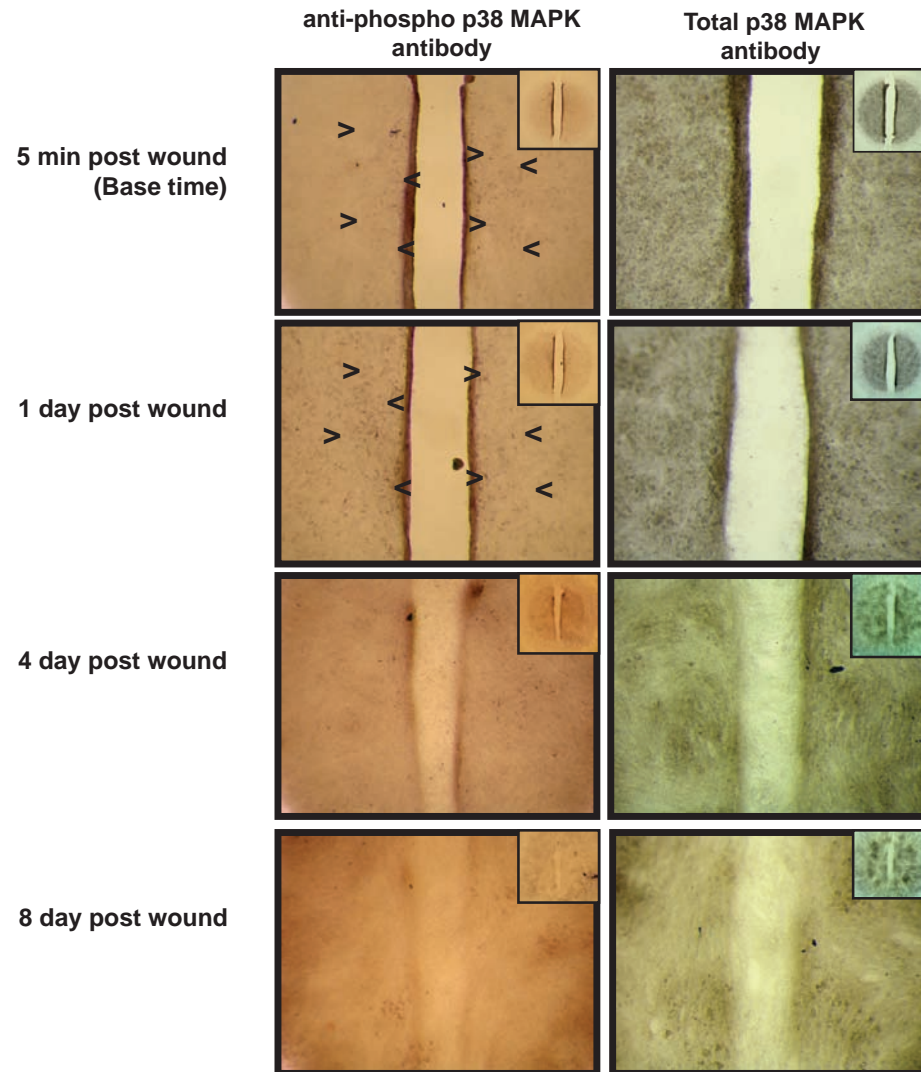 anti-phospho p38 MAPK
antibody
Total p38 MAPK
antibody
5 min post wound
(Base time)
> > < < > > < <
1 day post wound
> > < < > > < <
4 day post wound
8 day post wound